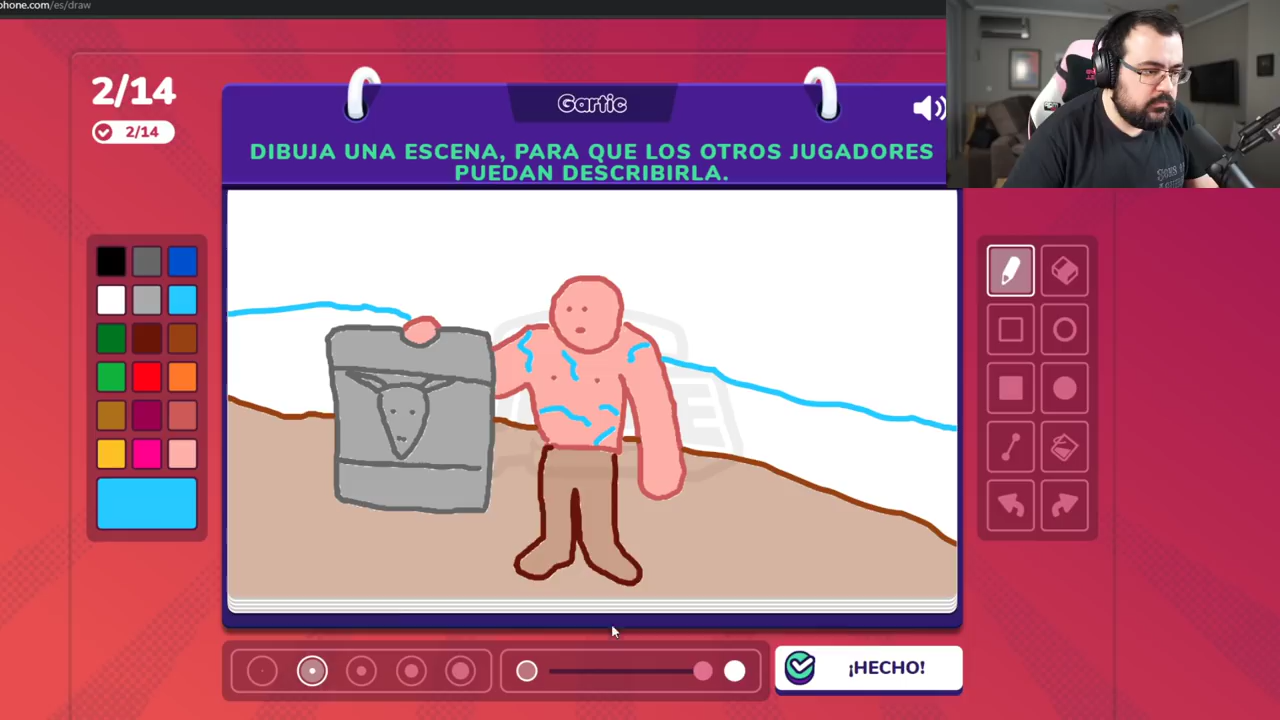 phone.com/es/draw
2/14
2/14
Gartic
DIBUJA UNA ESCENA, PARA QUE LOS OTROS JUGADORES
PUEDAN DESCRIBIRLA.
¡HECHO!